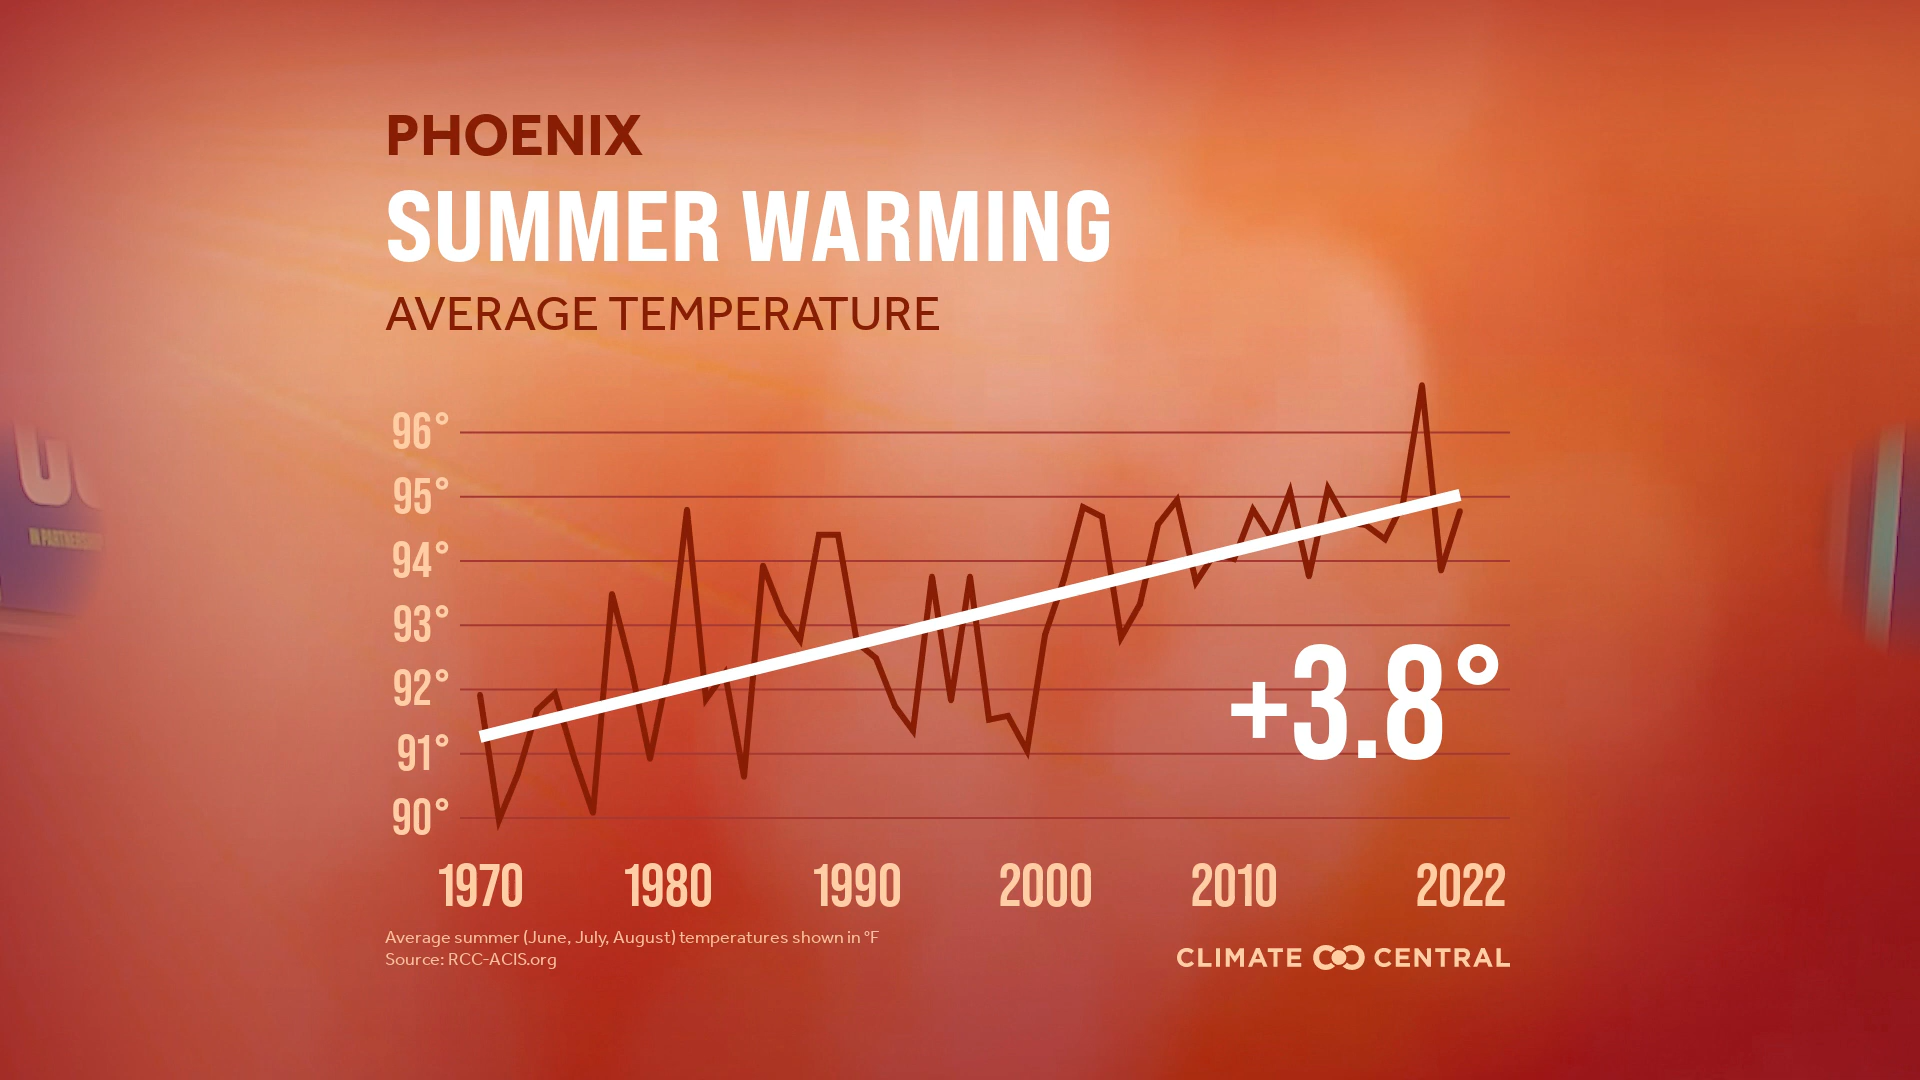 PHOENIX
SUMMER WARMING
AVERAGE TEMPERATURE
96°
95°
94°
93°
92°
91°
90°
+3.8°
1970 1980 1990 2000 2010 2022
Average summer (June, July, August) temperatures shown in °F
Source: RCC-ACIS.org
CLIMATE CENTRAL